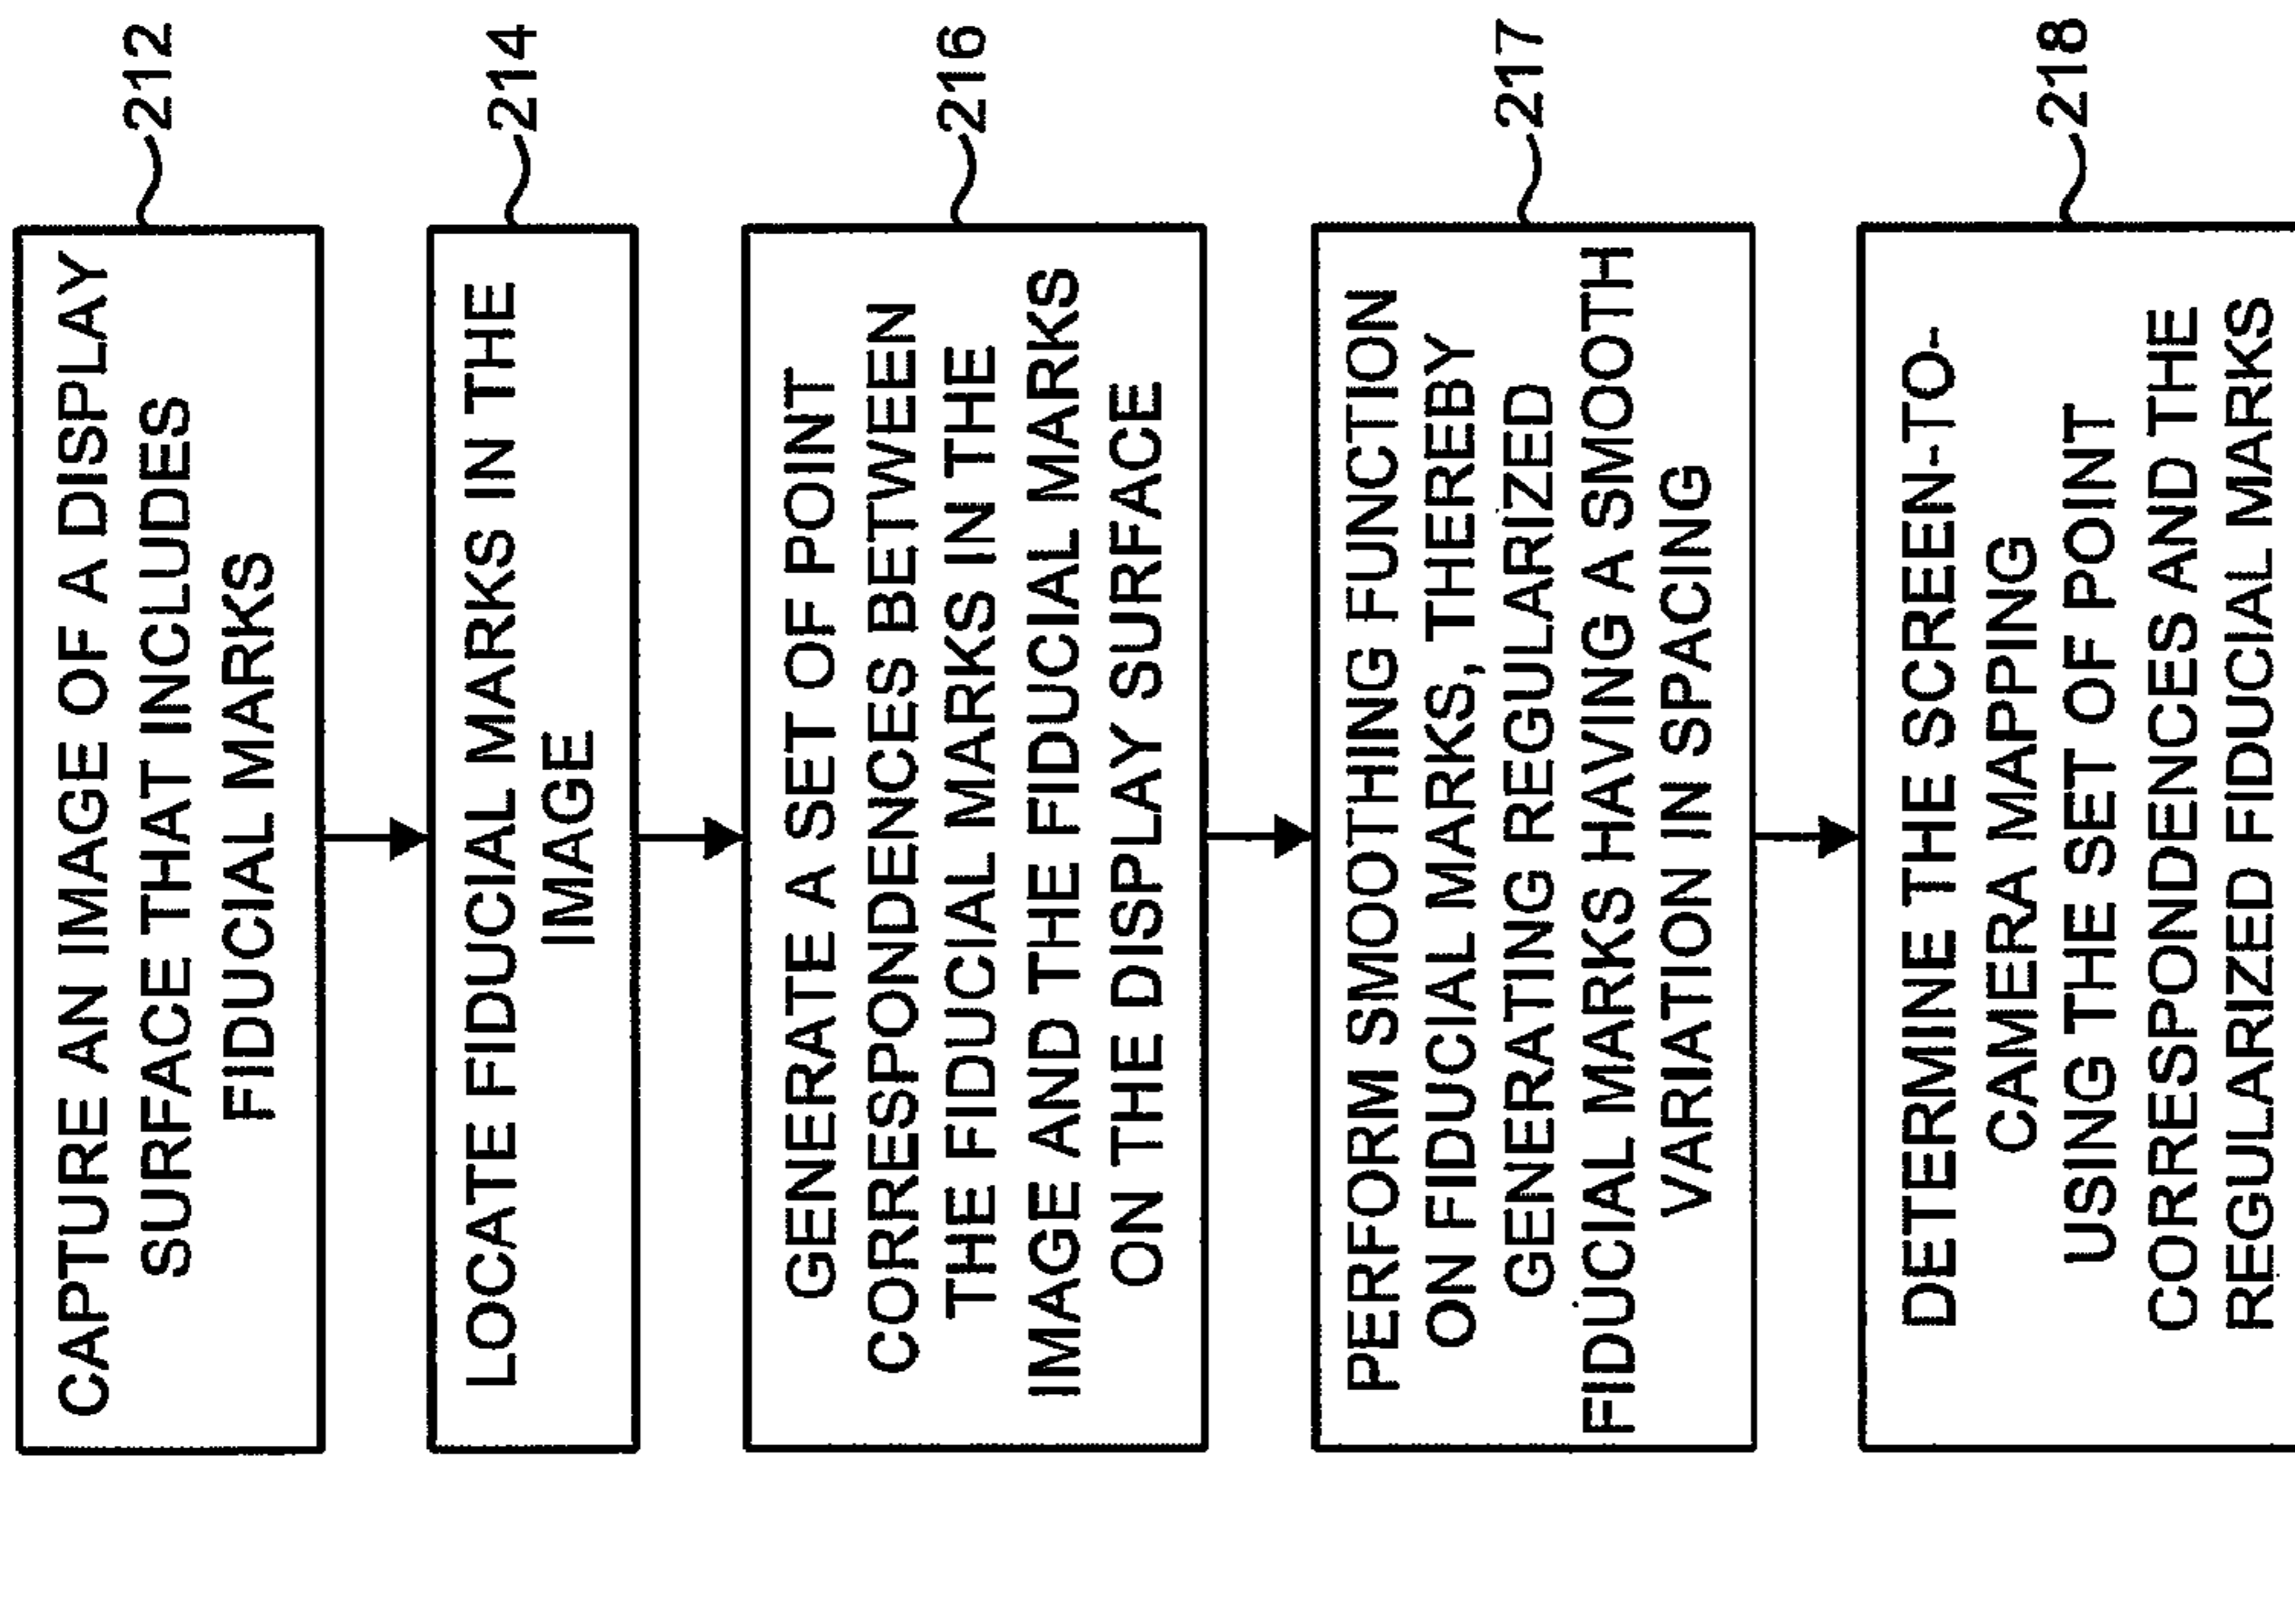 CAPTURE AN IMAGE OF A DISPLAY
SURFACE THAT INCLUDES
FIDUCIAL MARKS
212
LOCATE FIDUCIAL MARKS IN THE
IMAGE
214
GENERATE A SET OF POINT
CORRESPONDENCES BETWEEN
THE FIDUCIAL MARKS IN THE
IMAGE AND THE FIDUCIAL MARKS
ON THE DISPLAY SURFACE
216
PERFORM SMOOTHING FUNCTION
ON FIDUCIAL MARKS, THEREBY
GENERATING REGULARIZED
FIDUCIAL MARKS HAVING A SMOOTH
VARIATION IN SPACING
217
DETERMINE THE SCREEN-TO-
CAMERA MAPPING
USING THE SET OF POINT
CORRESPONDENCES AND THE
REGULARIZED FIDUCIAL MARKS
218